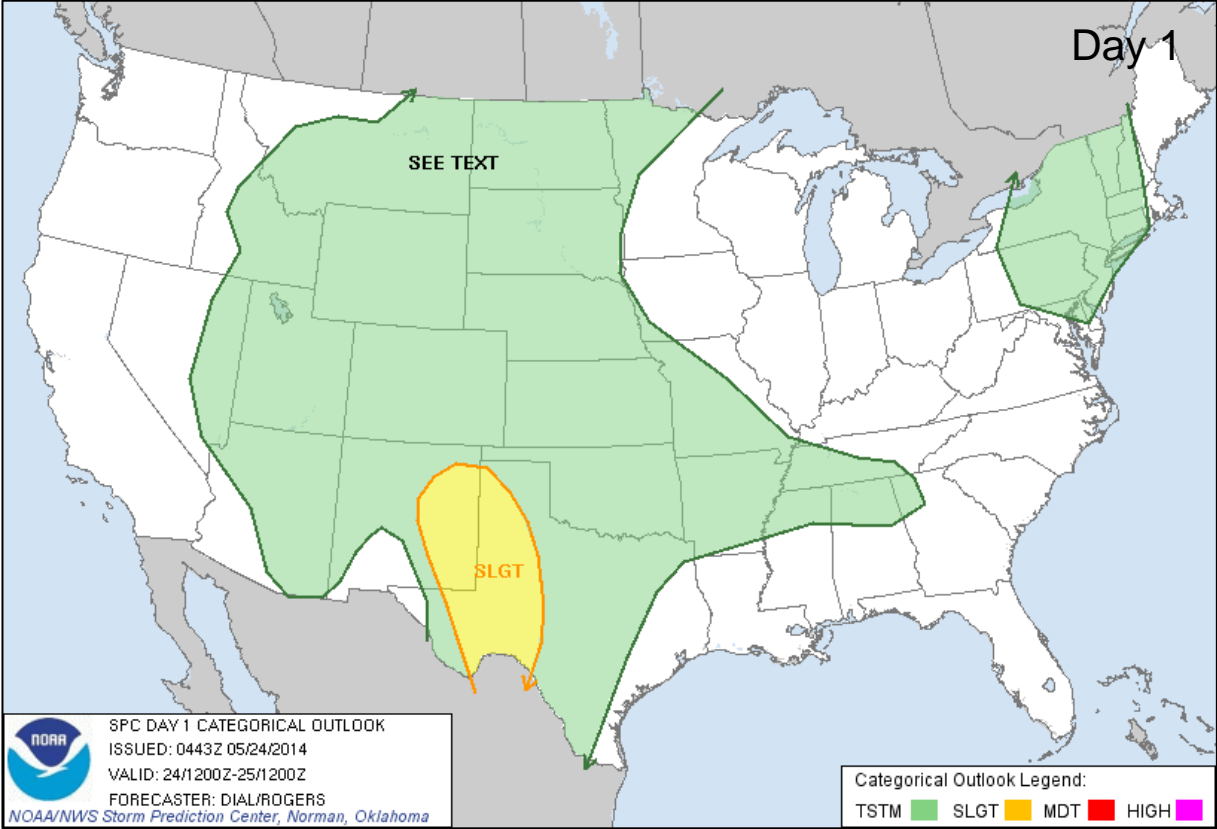 Day 1
SEE TEXT
SLGT
NOAA
SPC DAY 1 CATEGORICAL OUTLOOK
ISSUED: 0443Z 05/24/2014
VALID: 24/1200Z-25/1200Z
FORECASTER: DIAL/ROGERS
NOAA/NWS Storm Prediction Center, Norman, Oklahoma
Categorical Outlook Legend:
TSTM SLGT MDT HIGH